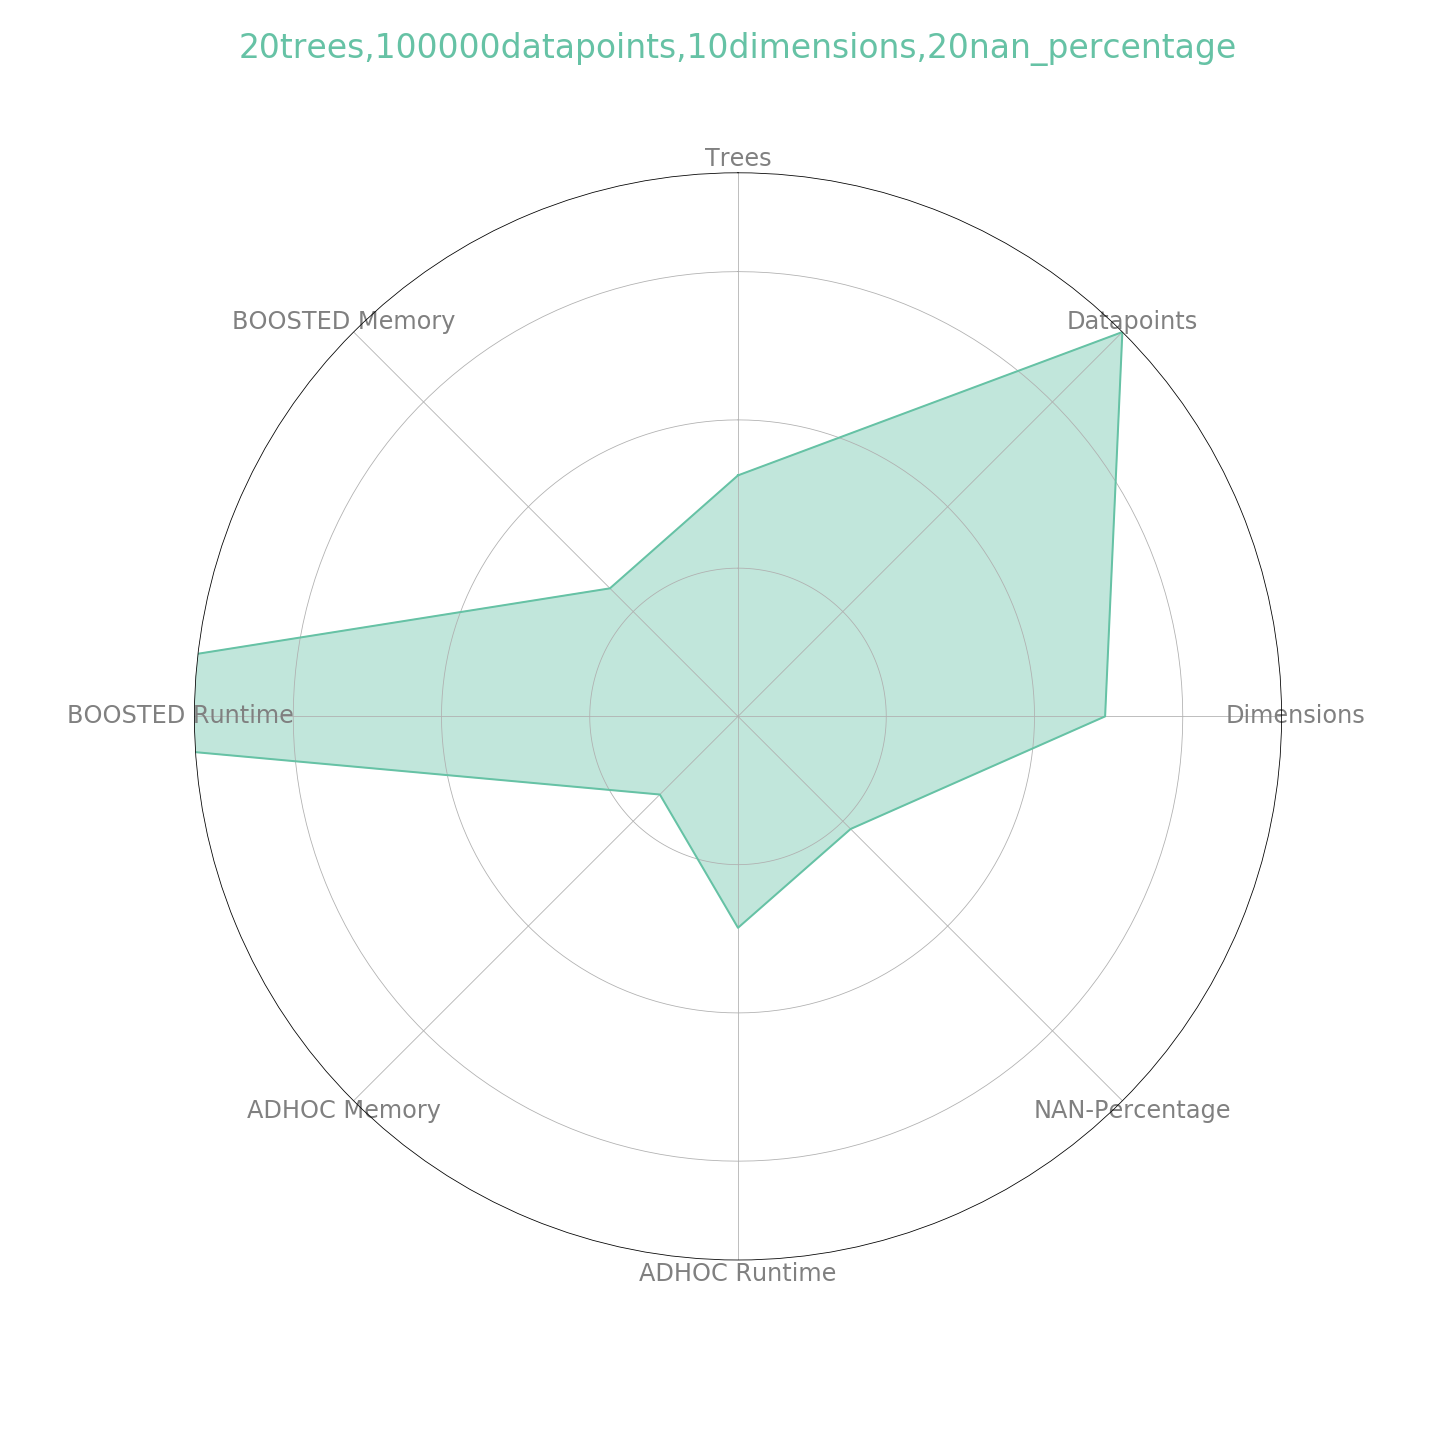 20trees,100000datapoints,10dimensions,20nan_percentage
Trees
BOOSTED Memory
Datapoints
BOOSTED Runtime
Dimensions
ADHOC Memory
NAN-Percentage
ADHOC Runtime